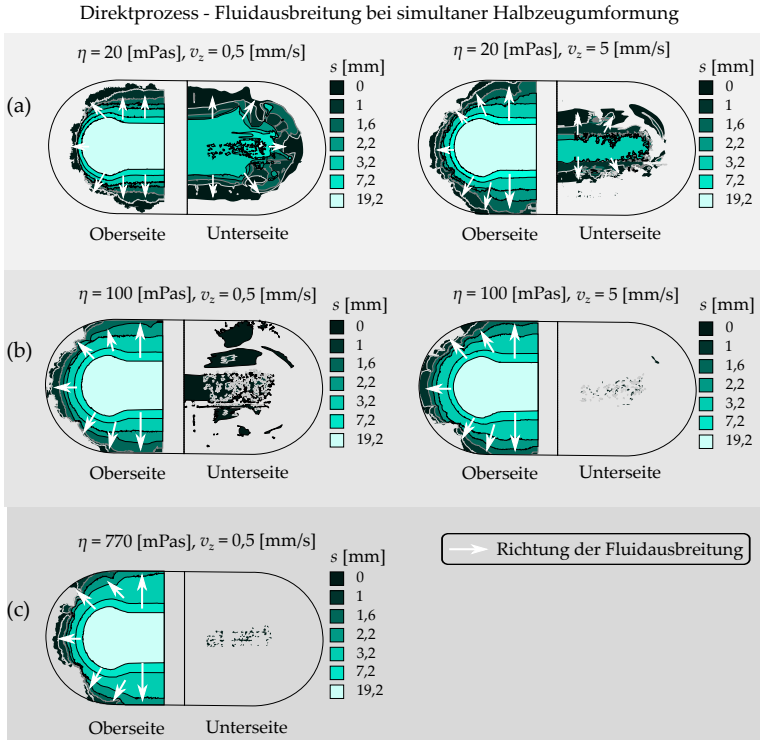 Direktprozess - Fluidausbreitung bei simultaner Halbzeugumformung
(a)
η = 20 [mPas], v_z = 0,5 [mm/s]
s [mm]
0
1
1,6
2,2
3,2
7,2
19,2
Oberseite
Unterseite
η = 20 [mPas], v_z = 5 [mm/s]
s [mm]
0
1
1,6
2,2
3,2
7,2
19,2
Oberseite
Unterseite
(b)
η = 100 [mPas], v_z = 0,5 [mm/s]
s [mm]
0
1
1,6
2,2
3,2
7,2
19,2
Oberseite
Unterseite
η = 100 [mPas], v_z = 5 [mm/s]
s [mm]
0
1
1,6
2,2
3,2
7,2
19,2
Oberseite
Unterseite
(c)
η = 770 [mPas], v_z = 0,5 [mm/s]
s [mm]
0
1
1,6
2,2
3,2
7,2
19,2
Oberseite
Unterseite
Richtung der Fluidausbreitung